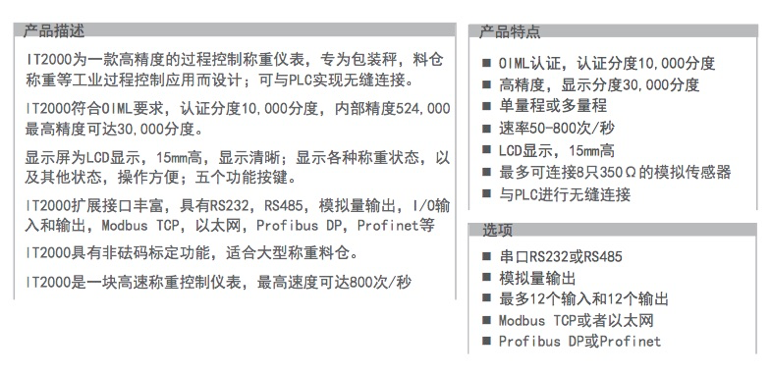 产品描述
IT2000为一款高精度的过程控制称重仪表，专为包装秤，料仓
称重等工业过程控制应用而设计；可与PLC实现无缝连接。
IT2000符合OIML要求，认证分度10,000分度，内部精度524,000
最高精度可达30,000分度。
显示屏为LCD显示，15mm高，显示清晰；显示各种称重状态，以
及其他状态，操作方便；五个功能按键。
IT2000扩展接口丰富，具有RS232，RS485，模拟量输出，I/O输
入和输出，Modbus TCP，以太网，Profibus DP，Profinet等
IT2000具有非砝码标定功能，适合大型称重料仓。
IT2000是一块高速称重控制仪表，最高速度可达800次/秒
产品特点
■ OIML认证，认证分度10,000分度
■ 高精度，显示分度30,000分度
■ 单量程或多量程
■ 速率50-800次/秒
■ LCD显示，15mm高
■ 最多可连接8只350Ω的模拟传感器
■ 与PLC进行无缝连接
选项
■ 串口RS232或RS485
■ 模拟量输出
■ 最多12个输入和12个输出
■ Modbus TCP或者以太网
■ Profibus DP或Profinet